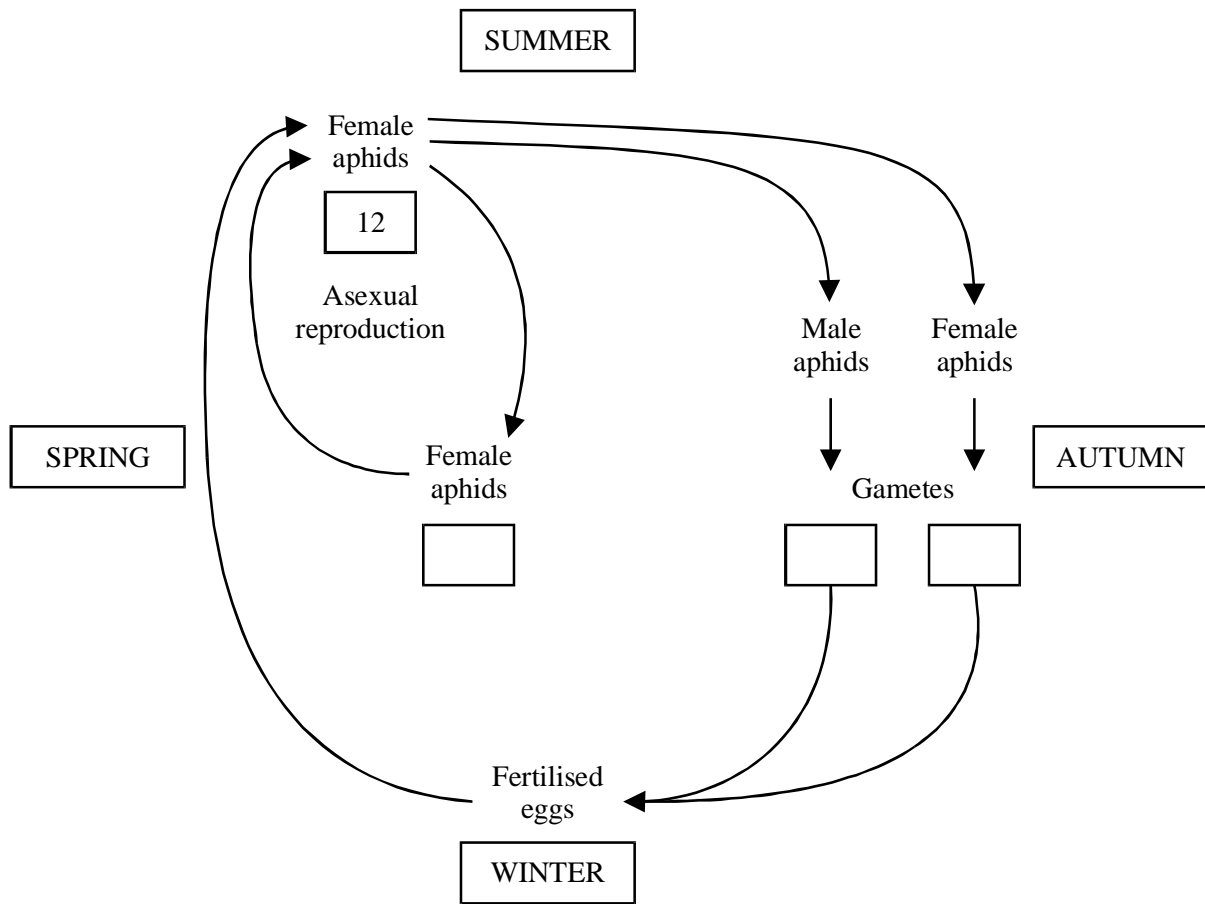 SUMMER
Female
aphids
12
Asexual
reproduction
Male
aphids
Female
aphids
SPRING
Female
aphids
AUTUMN
Gametes
Fertilised
eggs
WINTER